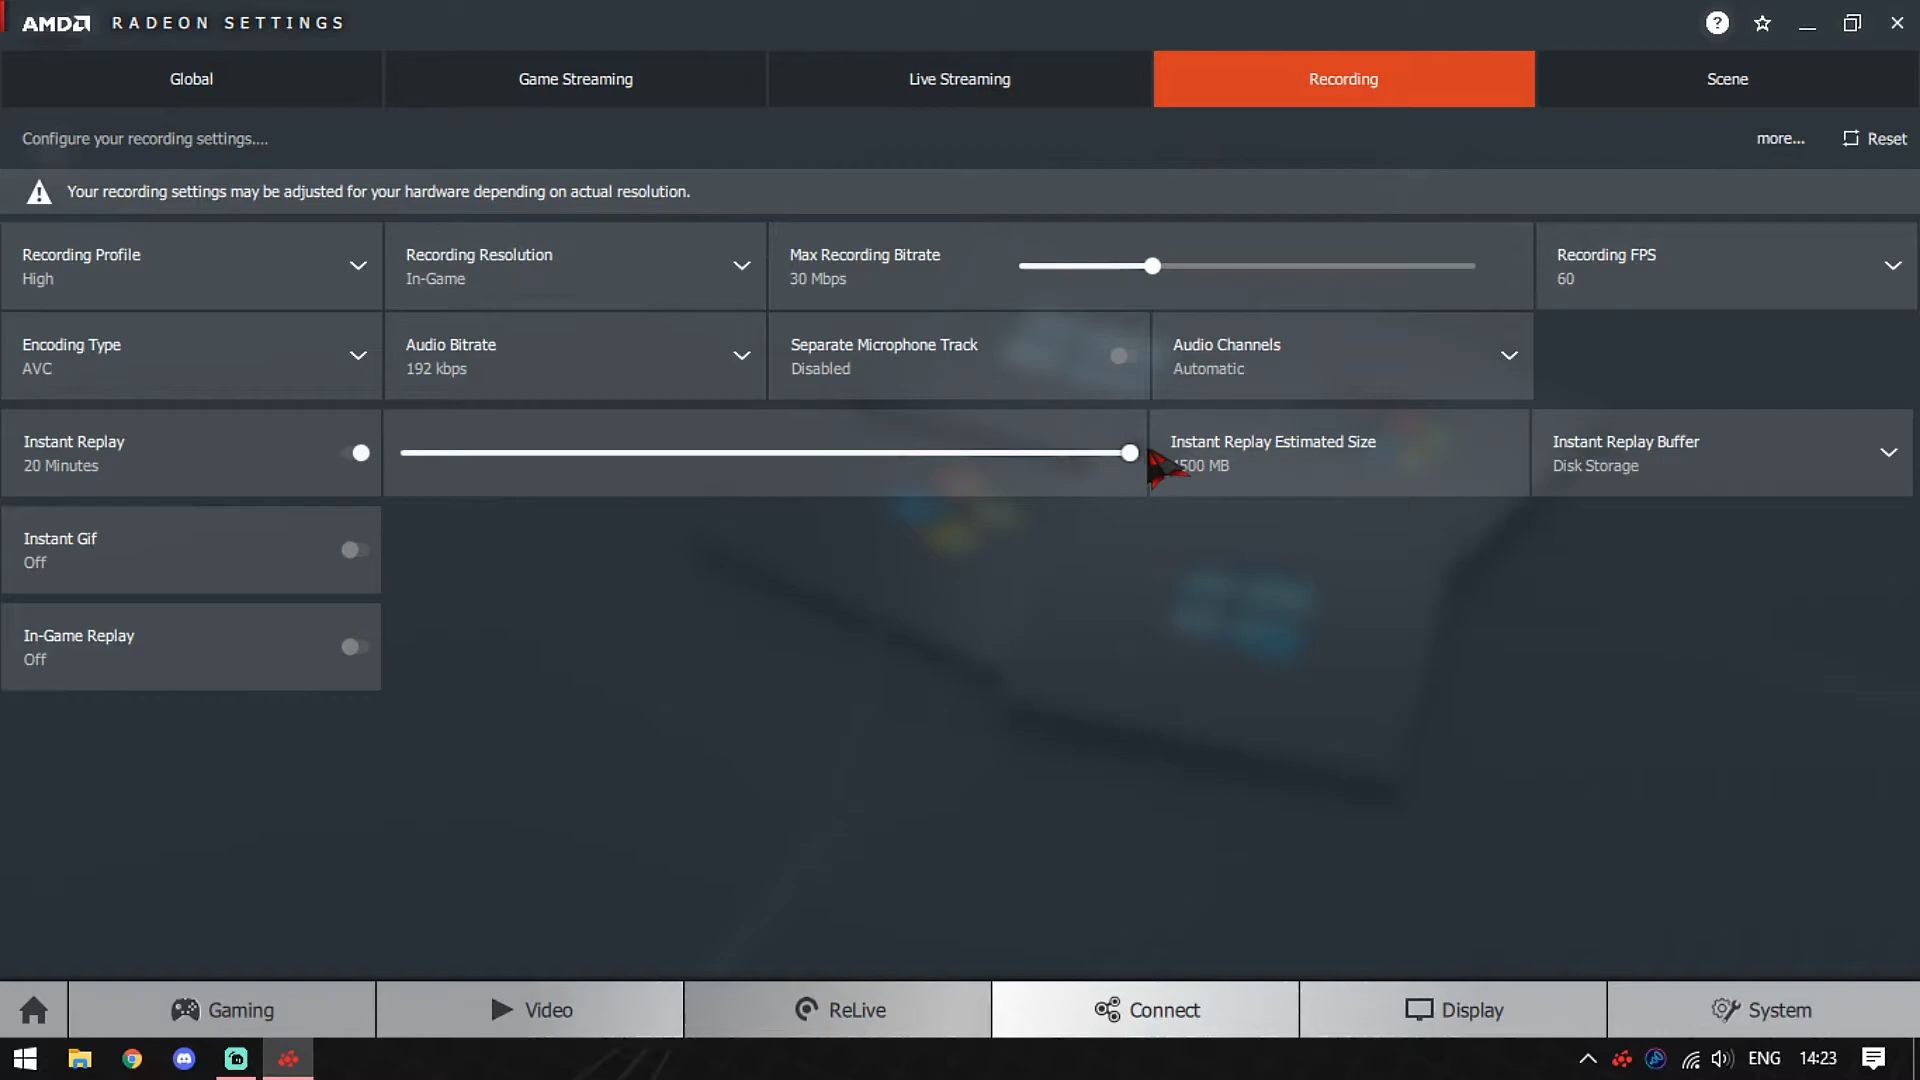 AMD RADEON SETTINGS
Global
Game Streaming
Live Streaming
Recording
Scene
Configure your recording settings....
more...
Reset
Your recording settings may be adjusted for your hardware depending on actual resolution.
Recording Profile
High
Recording Resolution
In-Game
Max Recording Bitrate
30 Mbps
Recording FPS
60
Encoding Type
AVC
Audio Bitrate
192 kbps
Separate Microphone Track
Disabled
Audio Channels
Automatic
Instant Replay
20 Minutes
Instant Replay Estimated Size
MB
Instant Replay Buffer
Disk Storage
Instant Gif
Off
In-Game Replay
Off
Gaming
Video
ReLive
Connect
Display
System
ENG
14:23